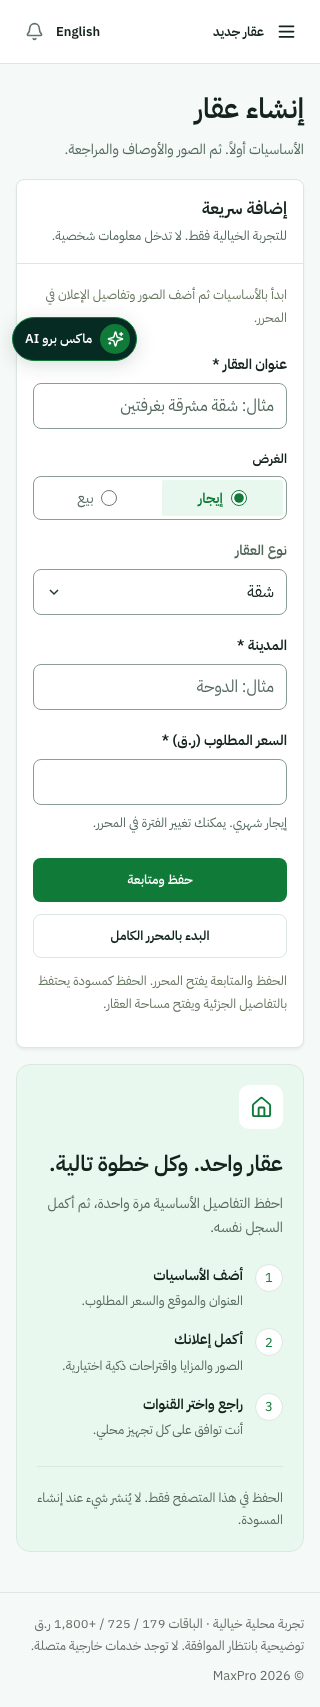 عقار جديد
English
إنشاء عقار
الأساسيات أولاً. ثم الصور والأوصاف والمراجعة.
إضافة سريعة
للتجربة الخيالية فقط. لا تدخل معلومات شخصية.
ابدأ بالأساسيات ثم أضف الصور وتفاصيل الإعلان في
المحرر.
ماكس برو AI
عنوان العقار *
مثال: شقة مشرقة بغرفتين
الغرض
إيجار
بيع
نوع العقار
شقة
المدينة *
مثال: الدوحة
السعر المطلوب (ر.ق) *
إيجار شهري. يمكنك تغيير الفترة في المحرر.
حفظ ومتابعة
البدء بالمحرر الكامل
الحفظ والمتابعة يفتح المحرر. الحفظ كمسودة يحتفظ
بالتفاصيل الجزئية ويفتح مساحة العقار.
عقار واحد. وكل خطوة تالية.
احفظ التفاصيل الأساسية مرة واحدة، ثم أكمل
السجل نفسه.
1 أضف الأساسيات
العنوان والموقع والسعر المطلوب.
2 أكمل إعلانك
الصور والمزايا واقتراحات ذكية اختيارية.
3 راجع واختر القنوات
أنت توافق على كل تجهيز محلي.
الحفظ في هذا المتصفح فقط. لا يُنشر شيء عند إنشاء
المسودة.
تجربة محلية خيالية · الباقات 179 / 725 / +1,800 ر.ق
توضيحية بانتظار الموافقة. لا توجد خدمات خارجية متصلة.
© 2026 MaxPro